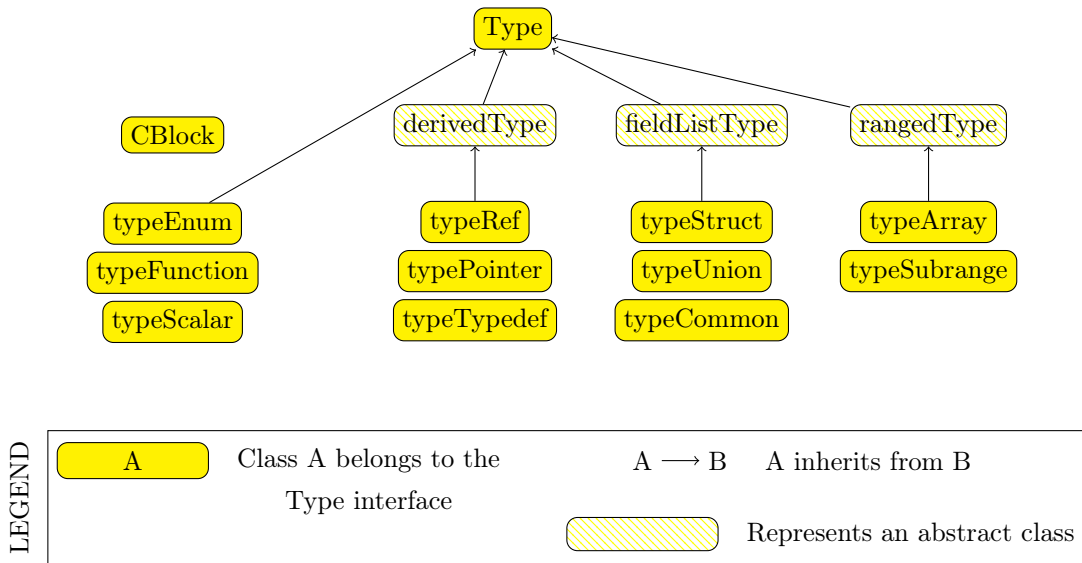 Type
derivedType
fieldListType
rangedType
CBlock
typeEnum
typeRef
typeStruct
typeArray
typeFunction
typePointer
typeUnion
typeSubrange
typeScalar
typeTypedef
typeCommon
LEGEND
A
Class A belongs to the
Type interface
A ⟶ B
A inherits from B
Represents an abstract class